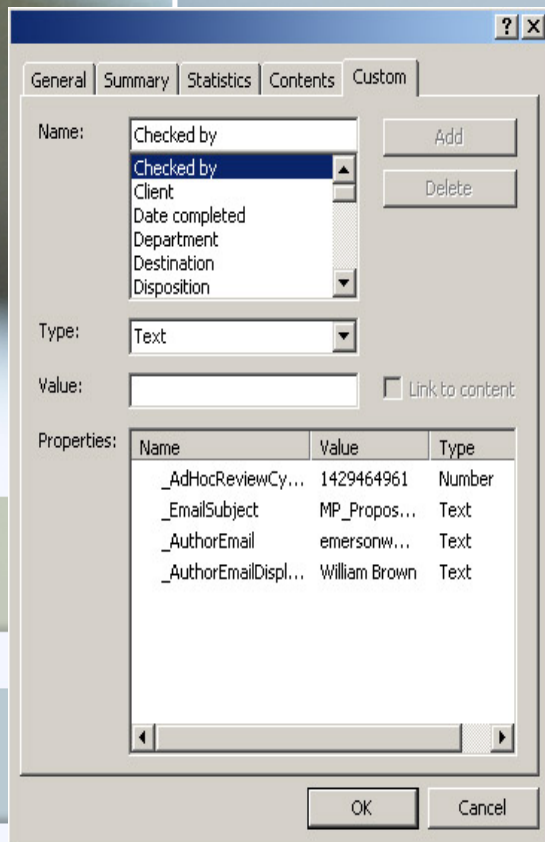 General Summary Statistics Contents Custom
Name: Checked by Add
Checked by Delete
Client
Date completed
Department
Destination
Disposition
Type: Text
Value: Link to content
Properties: Name Value Type
_AdHocReviewCy... 1429464961 Number
_EmailSubject MP_Propos... Text
_AuthorEmail emersonw... Text
_AuthorEmailDispl... William Brown Text
OK Cancel